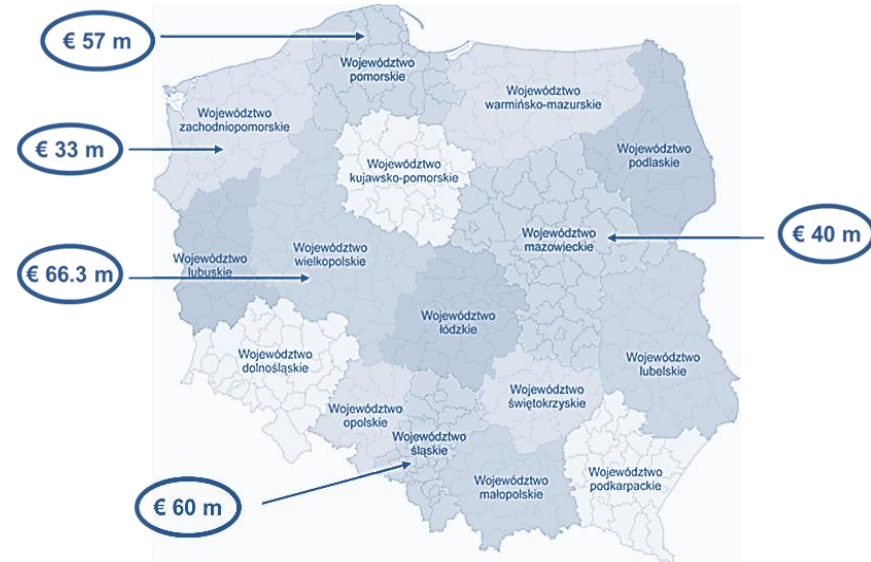 € 57 m
Województwo
pomorskie
Województwo
warmińsko-mazurskie
Województwo
zachodniopomorskie
€ 33 m
Województwo
kujawsko-pomorskie
Województwo
podlaskie
€ 40 m
Województwo
mazowieckie
Województwo
wielkopolskie
Województwo
lubuskie
€ 66.3 m
Województwo
łódzkie
Województwo
dolnośląskie
Województwo
lubelskie
Województwo
świętokrzyskie
Województwo
opolskie
Województwo
śląskie
Województwo
podkarpackie
Województwo
małopolskie
€ 60 m